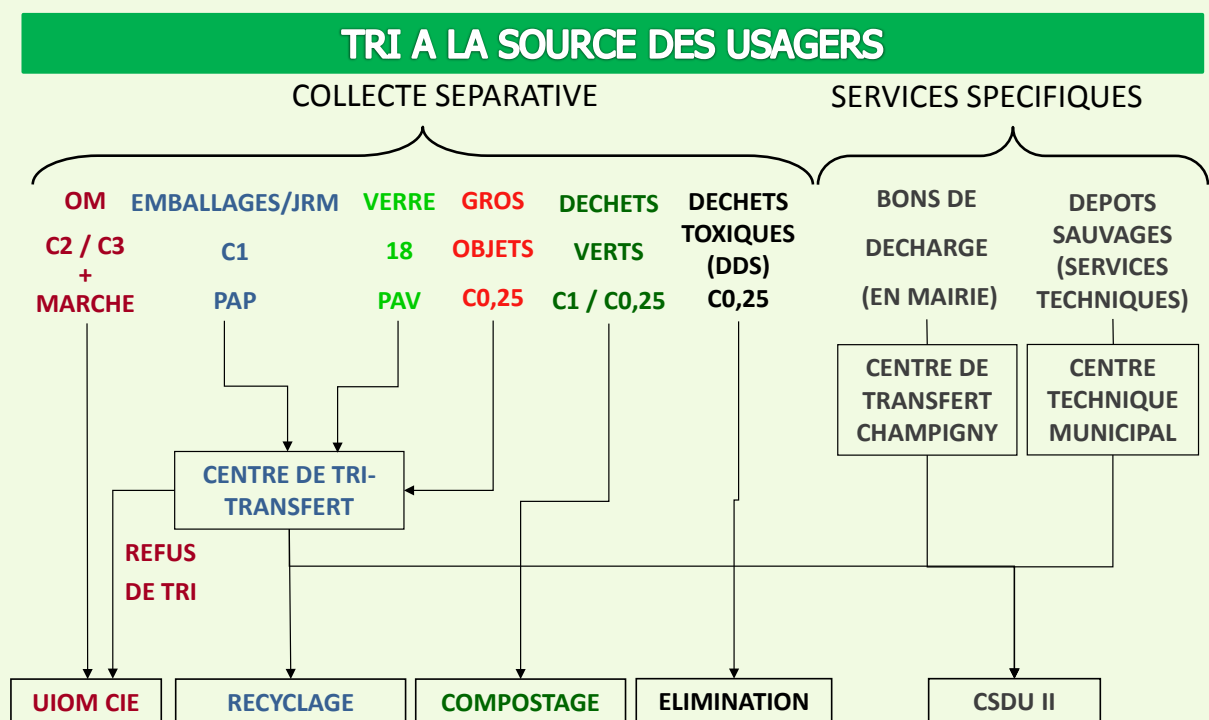 TRI A LA SOURCE DES USAGERS
COLLECTE SEPARATIVE
SERVICES SPECIFIQUES
OM
C2 / C3
+
MARCHE
EMBALLAGES/JRM
C1
PAP
VERRE
18
PAV
GROS
OBJETS
C0,25
DECHETS
VERTS
C1 / C0,25
DECHETS
TOXIQUES
(DDS)
C0,25
BONS DE
DECHARGE
(EN MAIRIE)
DEPOTS
SAUVAGES
(SERVICES
TECHNIQUES)
CENTRE DE
TRANSFERT
CHAMPIGNY
CENTRE
TECHNIQUE
MUNICIPAL
CENTRE DE TRI-
TRANSFERT
REFUS
DE TRI
UIOM CIE
RECYCLAGE
COMPOSTAGE
ELIMINATION
CSDU II